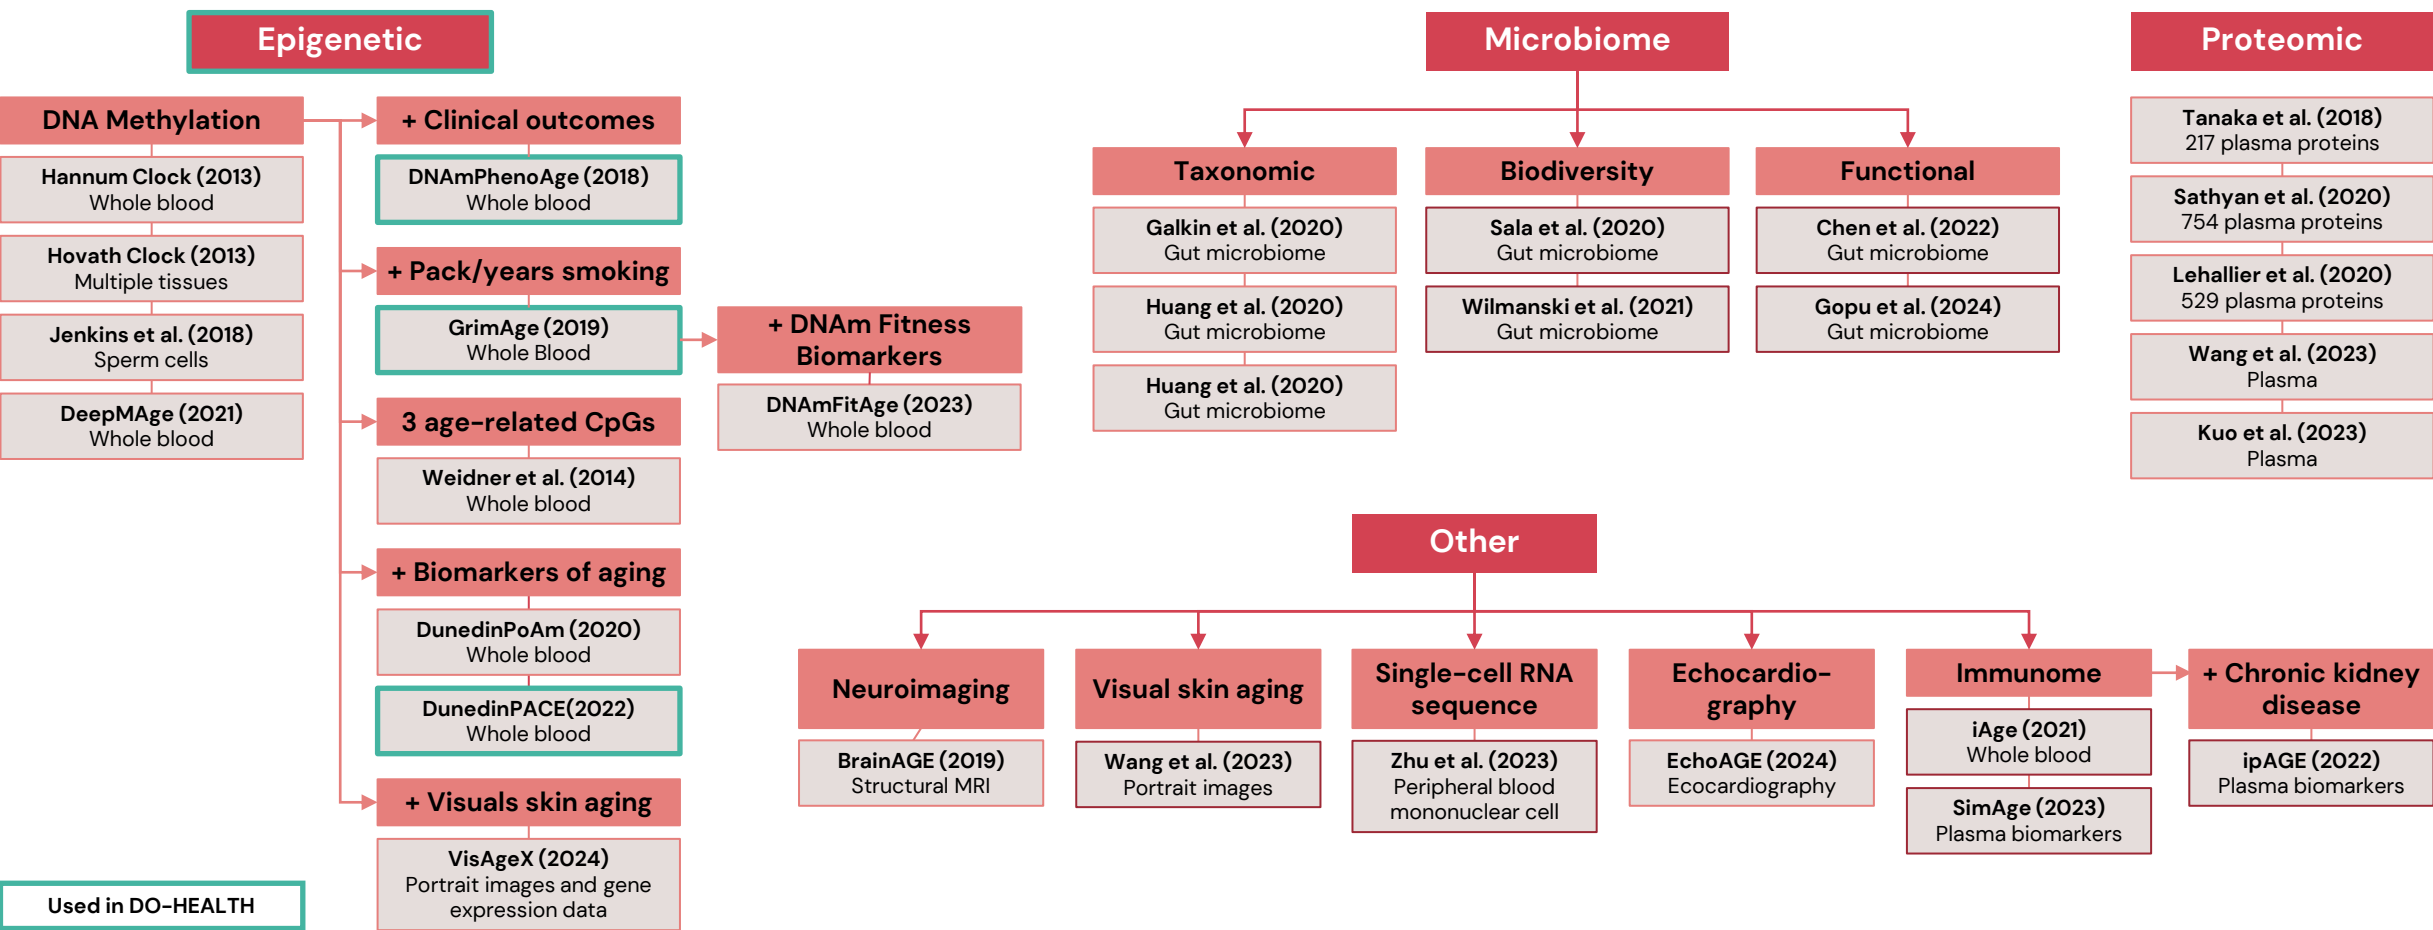 Epigenetic
DNA Methylation
Hannum Clock (2013)
Whole blood
Hovath Clock (2013)
Multiple tissues
Jenkins et al. (2018)
Sperm cells
DeepMAge (2021)
Whole blood
+ Clinical outcomes
DNAmPhenoAge (2018)
Whole blood
+ Pack/years smoking
GrimAge (2019)
Whole Blood
+ DNAm Fitness
Biomarkers
DNAmFitAge (2023)
Whole blood
3 age-related CpGs
Weidner et al. (2014)
Whole blood
+ Biomarkers of aging
DunedinPoAm (2020)
Whole blood
DunedinPACE(2022)
Whole blood
+ Visuals skin aging
VisAgeX (2024)
Portrait images and gene
expression data
Used in DO-HEALTH
Microbiome
Taxonomic
Galkin et al. (2020)
Gut microbiome
Huang et al. (2020)
Gut microbiome
Huang et al. (2020)
Gut microbiome
Biodiversity
Sala et al. (2020)
Gut microbiome
Wilmanski et al. (2021)
Gut microbiome
Functional
Chen et al. (2022)
Gut microbiome
Gopu et al. (2024)
Gut microbiome
Proteomic
Tanaka et al. (2018)
217 plasma proteins
Sathyan et al. (2020)
754 plasma proteins
Lehallier et al. (2020)
529 plasma proteins
Wang et al. (2023)
Plasma
Kuo et al. (2023)
Plasma
Other
Neuroimaging
BrainAGE (2019)
Structural MRI
Visual skin aging
Wang et al. (2023)
Portrait images
Single-cell RNA
sequence
Zhu et al. (2023)
Peripheral blood
mononuclear cell
Echocardio-
graphy
EchoAGE (2024)
Ecocardiography
Immunome
iAge (2021)
Whole blood
SimAge (2023)
Plasma biomarkers
+ Chronic kidney
disease
ipAGE (2022)
Plasma biomarkers